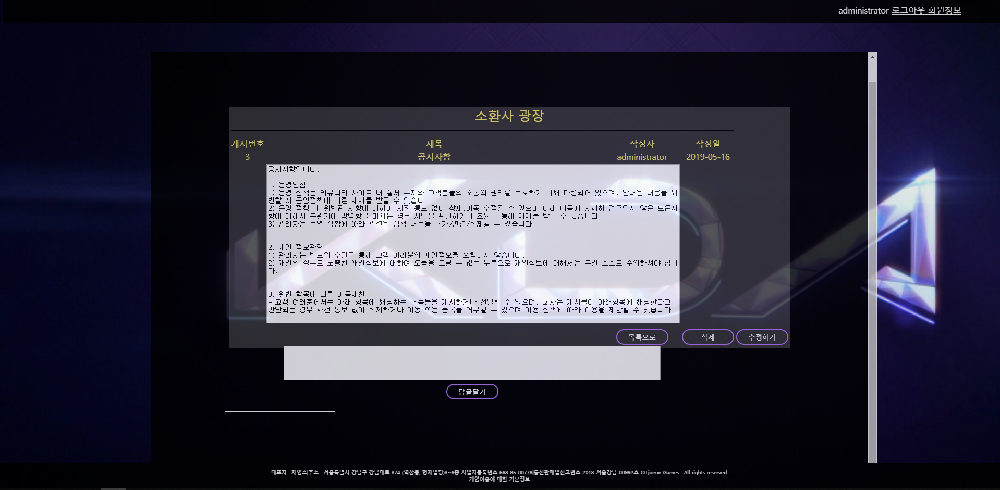 administrator 로그아웃 회원정보
소환사 광장
게시번호 제목 작성자 작성일
3 공지사항 administrator 2019-05-16
공지사항입니다.
1. 운영방침
1) 운영 정책은 커뮤니티 사이트 내 질서 유지와 고객분들의 소통의 권리를 보호하기 위해 마련되어 있으며, 안내된 내용을 위
반할 시 운영정책에 따른 제재를 받을 수 있습니다.
2) 운영 정책 내 위반된 사항에 대하여 사전 통보 없이 삭제,이동,수정될 수 있으며 아래 내용에 자세히 언급되지 않은 모든사
항에 대해서 분위기에 악영향을 미치는 경우 사안을 판단하거나 조율을 통해 제재를 받을 수 있습니다.
3) 관리자는 운영 상황에 따라 관련된 정책 내용을 추가/변경/삭제할 수 있습니다.
2. 개인 정보관련
1) 관리자는 별도의 수단을 통해 고객 여러분의 개인정보를 요청하지 않습니다.
2) 개인의 실수로 노출된 개인정보에 대하여 도움을 드릴 수 없는 부분으로 개인정보에 대해서는 본인 스스로 주의하셔야 합니
다.
3. 위반 항목에 따른 이용제한
- 고객 여러분께서는 아래 항목에 해당하는 내용물을 게시하거나 전달할 수 없으며, 회사는 게시물이 아래항목에 해당한다고
판단되는 경우 사전 통보 없이 삭제하거나 이동 또는 등록을 거부할 수 있으며 이용 정책에 따라 이용을 제한할 수 있습니다.
목록으로 삭제 수정하기
답글달기
대표자 : 제임스|주소 : 서울특별시 강남구 강남대로 374 (역삼동, 형제빌딩)3~6층 사업자등록번호 668-85-00778|통신판매업신고번호 2018-서울강남-00992호 ©Tjoeun Games . All rights reserved.
게임이용에 대한 기본정보